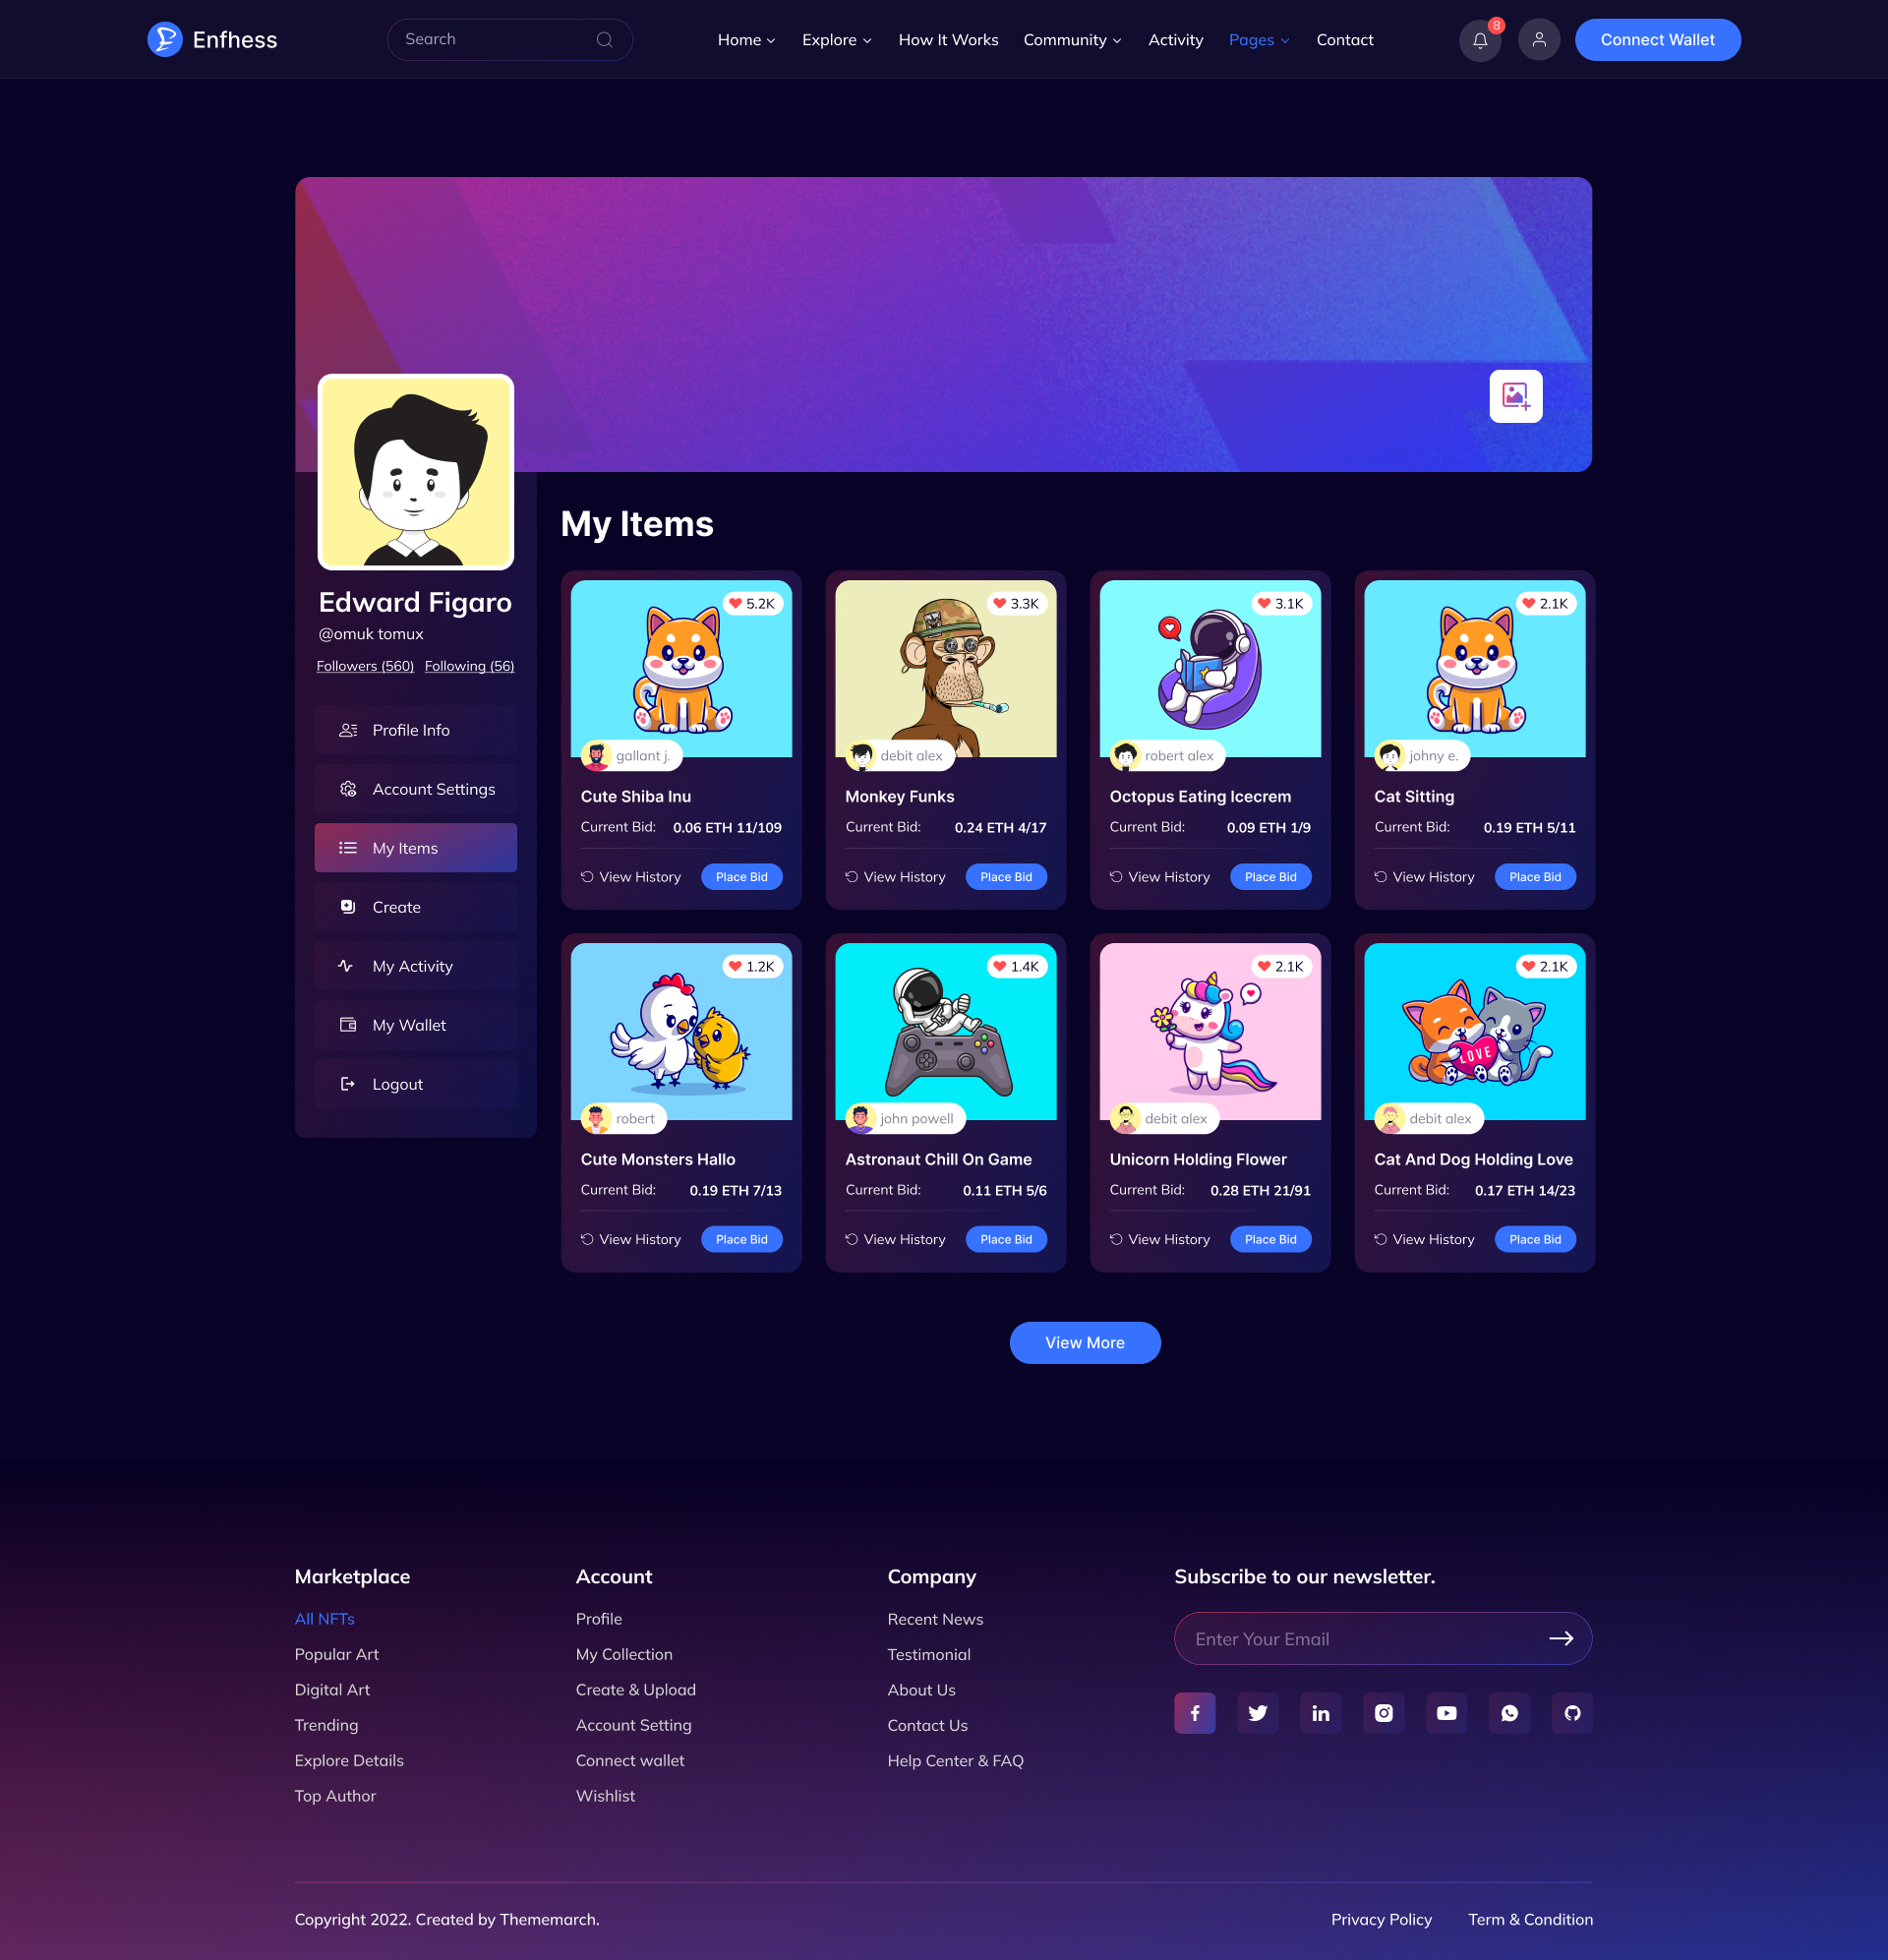 Enfhess
Search
Home
Explore
How It Works
Community
Activity
Pages
Contact
8
Connect Wallet
Edward Figaro
@omuk tomux
Followers (560) Following (56)
Profile Info
Account Settings
My Items
Create
My Activity
My Wallet
Logout
My Items
5.2K
gallant j.
Cute Shiba Inu
Current Bid: 0.06 ETH 11/109
View History Place Bid
3.3K
debit alex
Monkey Funks
Current Bid: 0.24 ETH 4/17
View History Place Bid
3.1K
robert alex
Octopus Eating Icecrem
Current Bid: 0.09 ETH 1/9
View History Place Bid
2.1K
johny e.
Cat Sitting
Current Bid: 0.19 ETH 5/11
View History Place Bid
1.2K
robert
Cute Monsters Hallo
Current Bid: 0.19 ETH 7/13
View History Place Bid
1.4K
john powell
Astronaut Chill On Game
Current Bid: 0.11 ETH 5/6
View History Place Bid
2.1K
debit alex
Unicorn Holding Flower
Current Bid: 0.28 ETH 21/91
View History Place Bid
2.1K
LOVE
debit alex
Cat And Dog Holding Love
Current Bid: 0.17 ETH 14/23
View History Place Bid
View More
Marketplace
All NFTs
Popular Art
Digital Art
Trending
Explore Details
Top Author
Account
Profile
My Collection
Create & Upload
Account Setting
Connect wallet
Wishlist
Company
Recent News
Testimonial
About Us
Contact Us
Help Center & FAQ
Subscribe to our newsletter.
Enter Your Email
Copyright 2022. Created by Thememarch.
Privacy Policy
Term & Condition